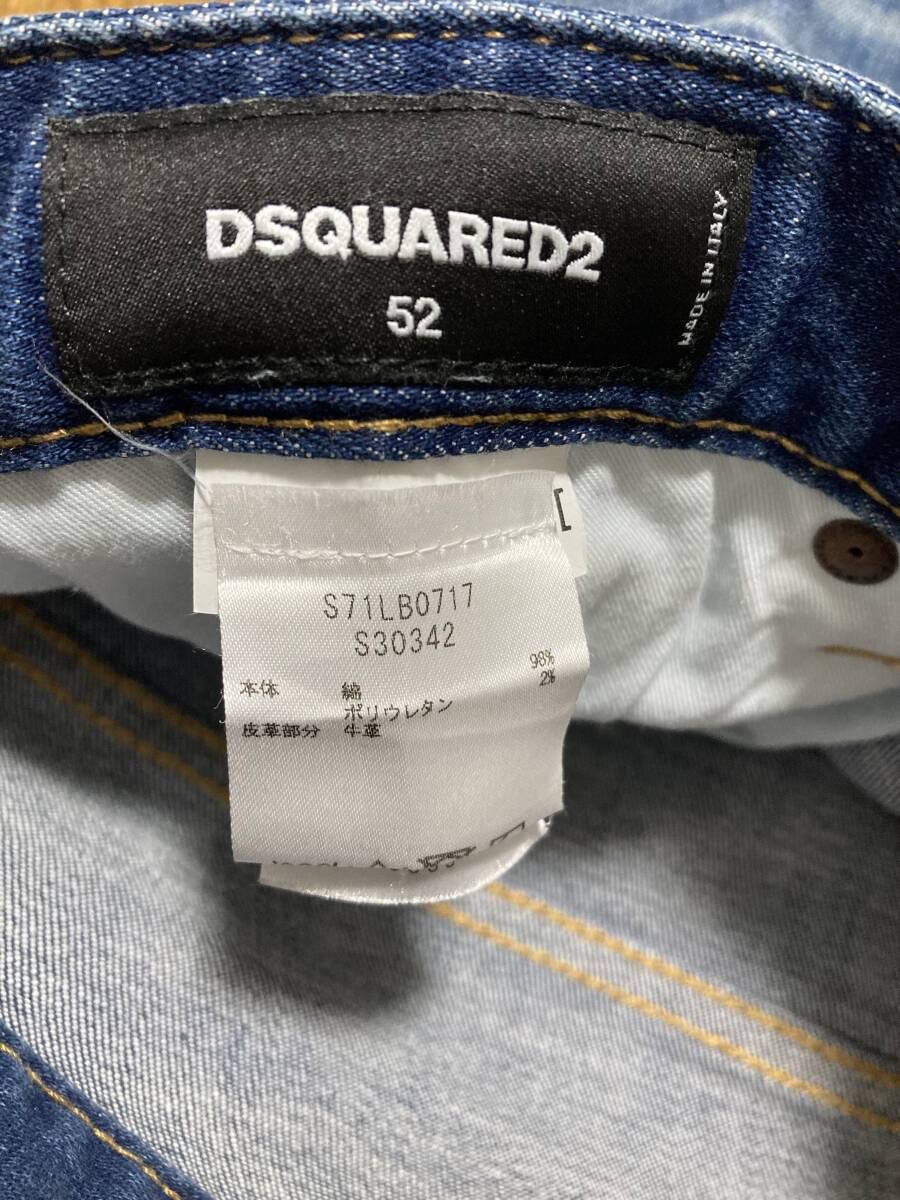 DSQUARED2
52
MADE IN ITALY
S71LB0717
S30342
本体 綿 98%
ポリウレタン 2%
皮革部分 牛革